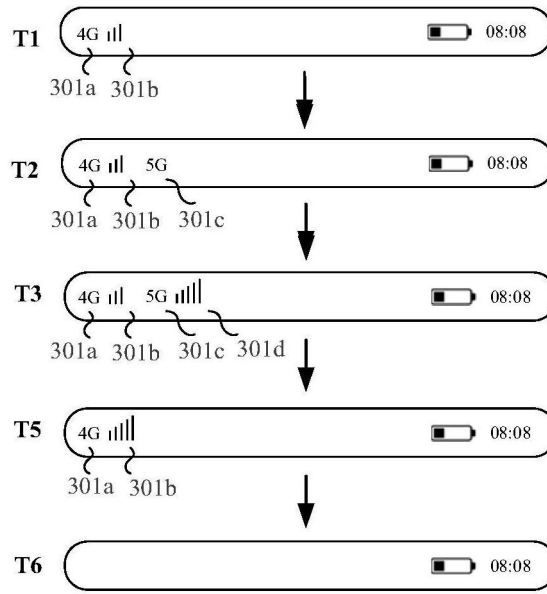 T1 4G 08:08
301a 301b
T2 4G 5G 08:08
301a 301b 301c
T3 4G 5G 08:08
301a 301b 301c 301d
T5 4G 08:08
301a 301b
T6 08:08